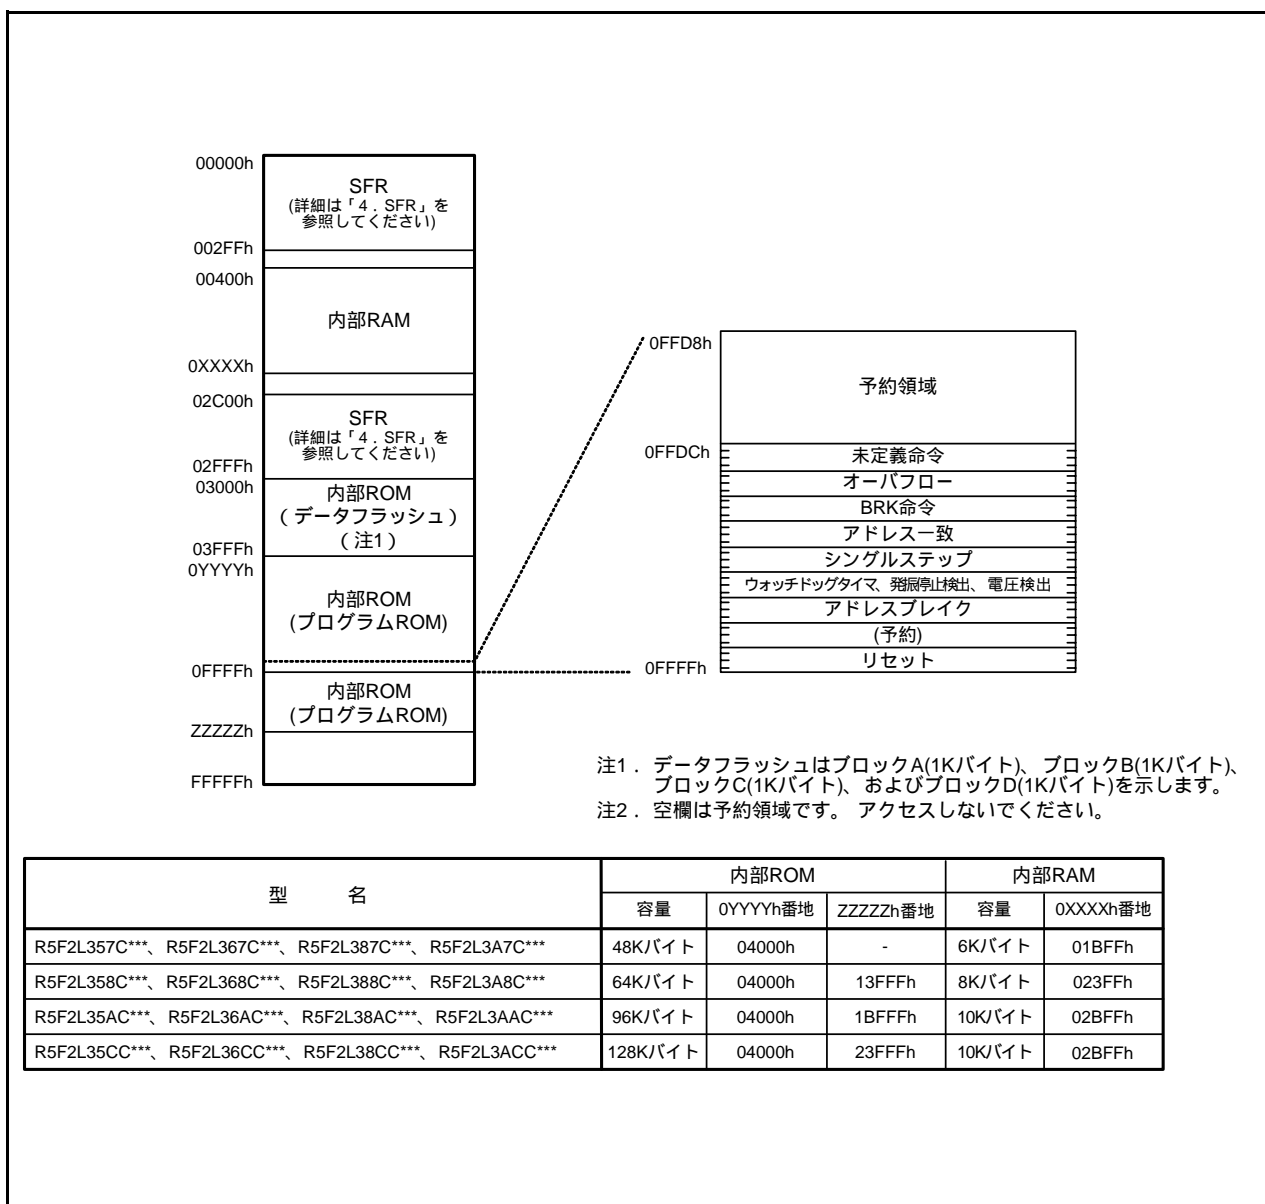 00000h
SFR
(詳細は「4．SFR」を
参照してください)
002FFh
00400h
内部RAM
0XXXXh
02C00h
SFR
(詳細は「4．SFR」を
参照してください)
02FFFh
03000h
内部ROM
(データフラッシュ)
(注1)
03FFFh
0YYYYh
内部ROM
(プログラムROM)
0FFFFh
内部ROM
(プログラムROM)
ZZZZZh
FFFFFh
0FFD8h
予約領域
0FFDCh
未定義命令
オーバフロー
BRK命令
アドレス一致
シングルステップ
ウォッチドッグタイマ、発振停止検出、電圧検出
アドレスブレイク
(予約)
0FFFFh
リセット
注1．データフラッシュはブロックA(1Kバイト)、ブロックB(1Kバイト)、
ブロックC(1Kバイト)、およびブロックD(1Kバイト)を示します。
注2．空欄は予約領域です。アクセスしないでください。
型 名 内部ROM 内部RAM
容量 0YYYYh番地 ZZZZZh番地 容量 0XXXXh番地
R5F2L357C***、R5F2L367C***、R5F2L387C***、R5F2L3A7C*** 48Kバイト 04000h - 6Kバイト 01BFFh
R5F2L358C***、R5F2L368C***、R5F2L388C***、R5F2L3A8C*** 64Kバイト 04000h 13FFFh 8Kバイト 023FFh
R5F2L35AC***、R5F2L36AC***、R5F2L38AC***、R5F2L3AAC*** 96Kバイト 04000h 1BFFFh 10Kバイト 02BFFh
R5F2L35CC***、R5F2L36CC***、R5F2L38CC***、R5F2L3ACC*** 128Kバイト 04000h 23FFFh 10Kバイト 02BFFh